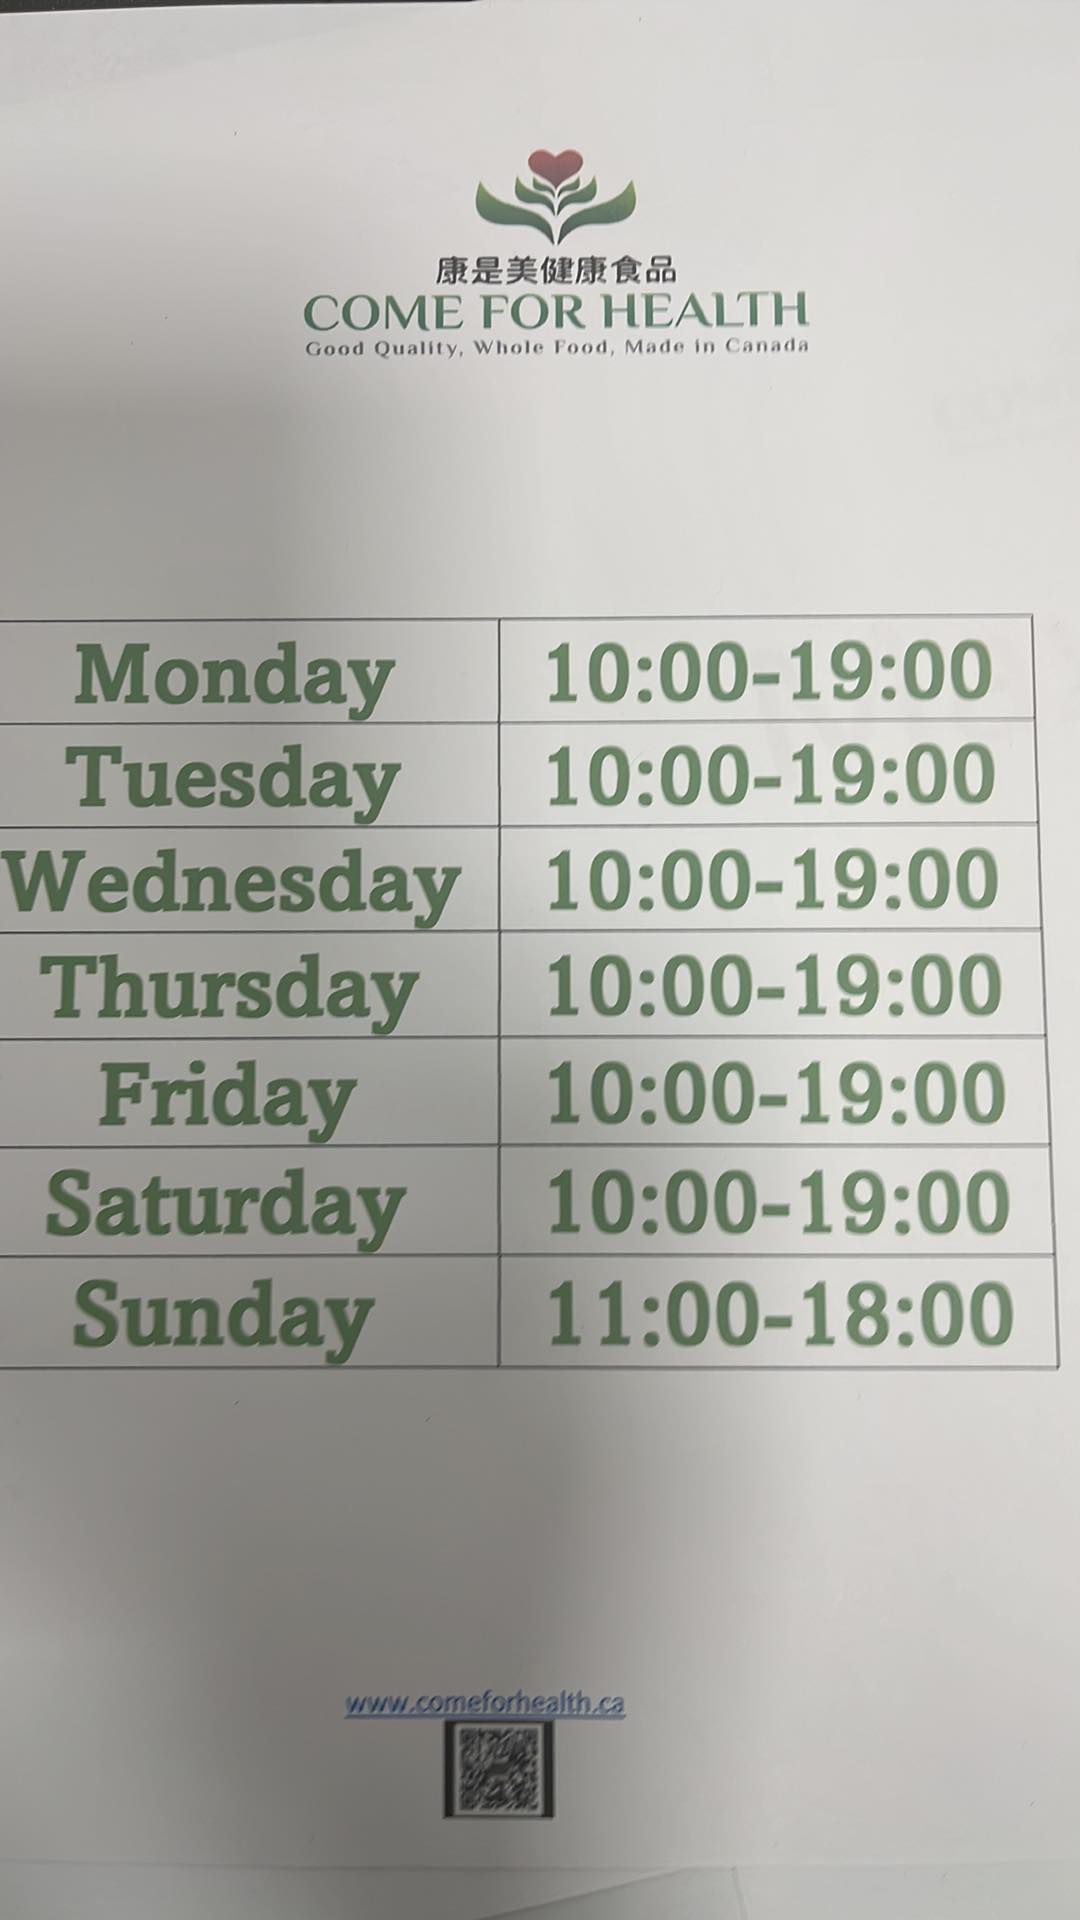 康是美健康食品
COME FOR HEALTH
Good Quality, Whole Food, Made in Canada
Monday 10:00-19:00
Tuesday 10:00-19:00
Wednesday 10:00-19:00
Thursday 10:00-19:00
Friday 10:00-19:00
Saturday 10:00-19:00
Sunday 11:00-18:00
www.comeforhealth.ca